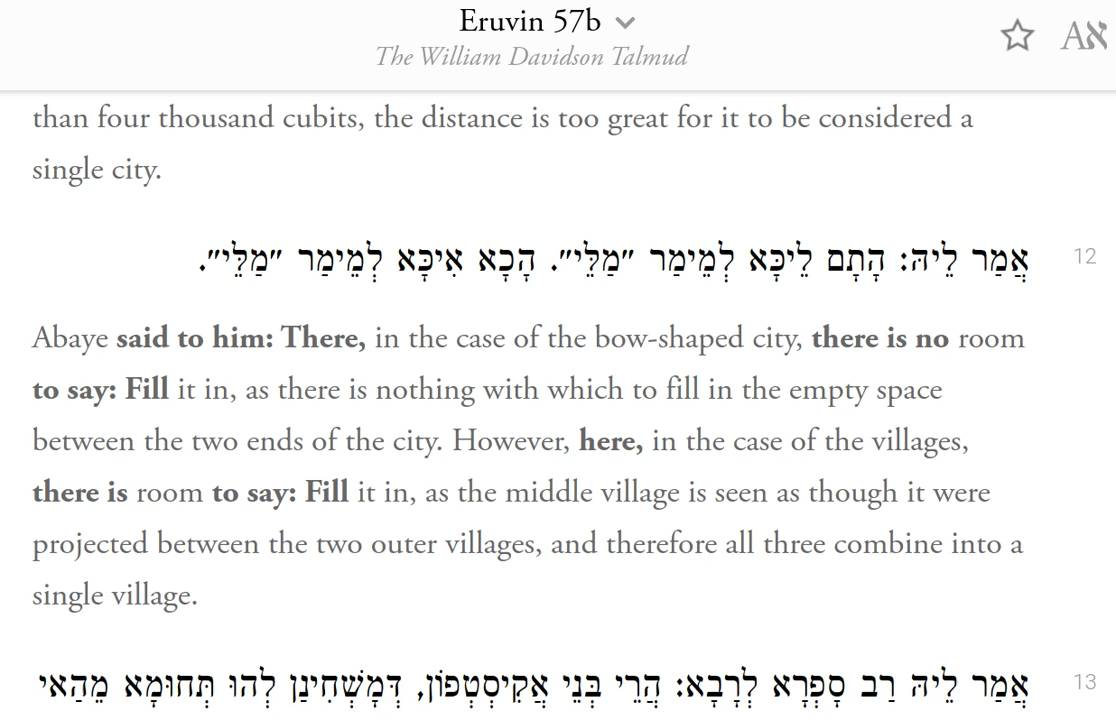 Eruvin 57b
The William Davidson Talmud
Aא
than four thousand cubits, the distance is too great for it to be considered a
single city.
אֲמַר לֵיהּ: הָתָם לֵיכָּא לְמֵימַר ״מַלֵּי״. הָכָא אִיכָּא לְמֵימַר ״מַלֵּי״.
12
Abaye said to him: There, in the case of the bow-shaped city, there is no room
to say: Fill it in, as there is nothing with which to fill in the empty space
between the two ends of the city. However, here, in the case of the villages,
there is room to say: Fill it in, as the middle village is seen as though it were
projected between the two outer villages, and therefore all three combine into a
single village.
אֲמַר לֵיהּ רַב סָפְרָא לְרָבָא: הֲרֵי בְּנֵי אֲקִיסְטְפוֹן, דְּמָשְׁחִינַן לְהוּ תְּחוּמָא מֵהַאי
13